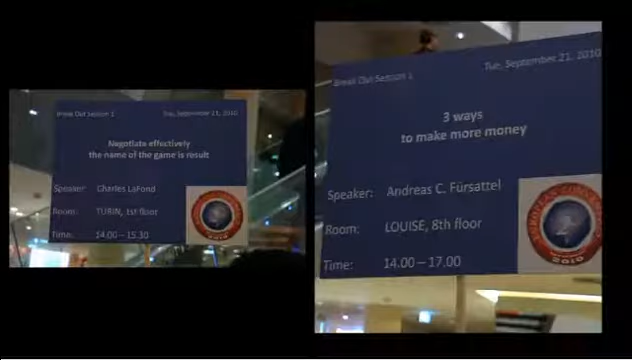 Break Out Session 1
Tue, September 21, 2010
Negotiate effectively
the name of the game is result
Speaker: Charles LaFond
Room: TURIN, 1st floor
Time: 14.00 – 15.30
Break Out Session 1
Tue, September 21, 2010
3 ways
to make more money
Speaker: Andreas C. Fürsattel
Room: LOUISE, 8th floor
Time: 14.00 – 17.00
EUROPEAN
2010